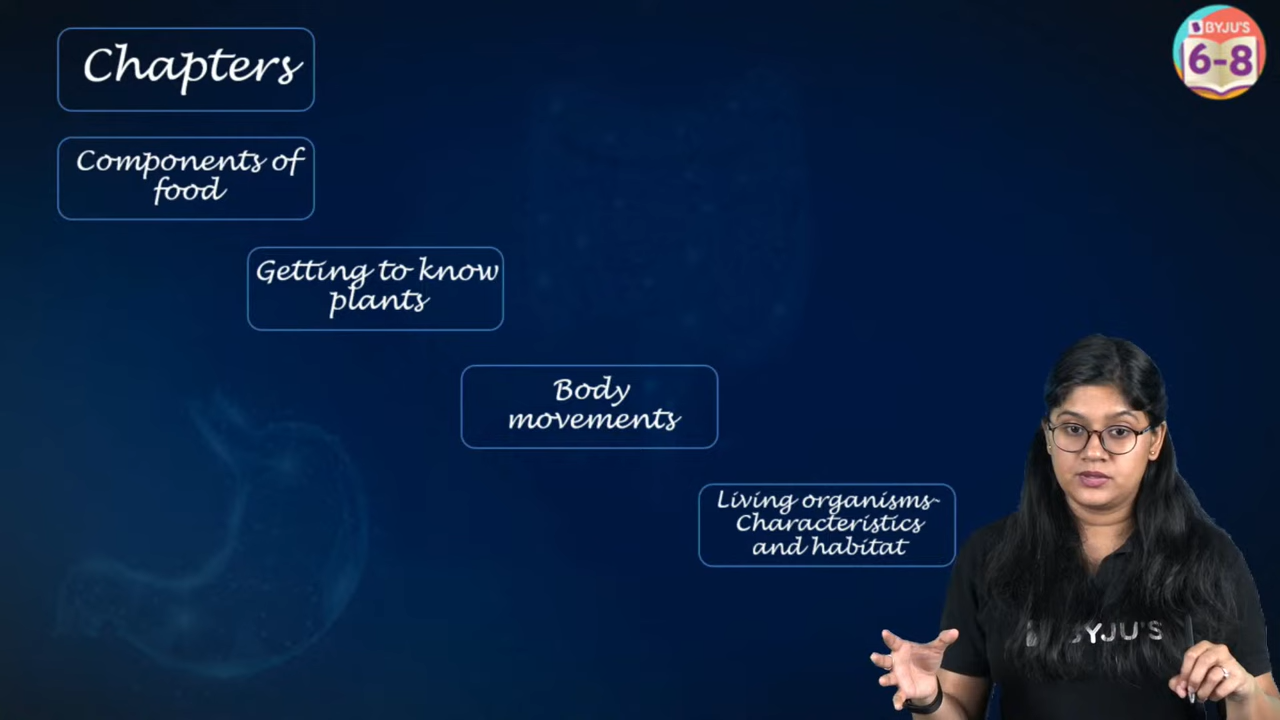 Chapters
BYJU'S
6-8
Components of
food
Getting to know
plants
Body
movements
Living organisms-
Characteristics
and habitat
BYJU'S